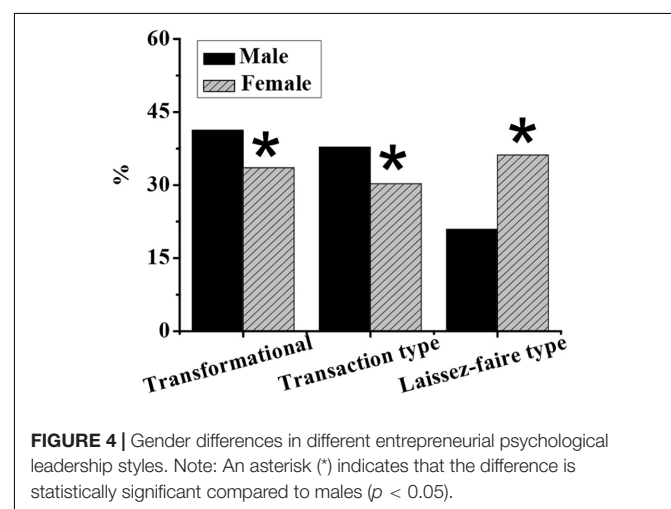 60
45
30
15
0
%
Male
Female
*
*
*
Transformational
Transaction type
Laissez-faire type
FIGURE 4 | Gender differences in different entrepreneurial psychological
leadership styles. Note: An asterisk (*) indicates that the difference is
statistically significant compared to males (p < 0.05).